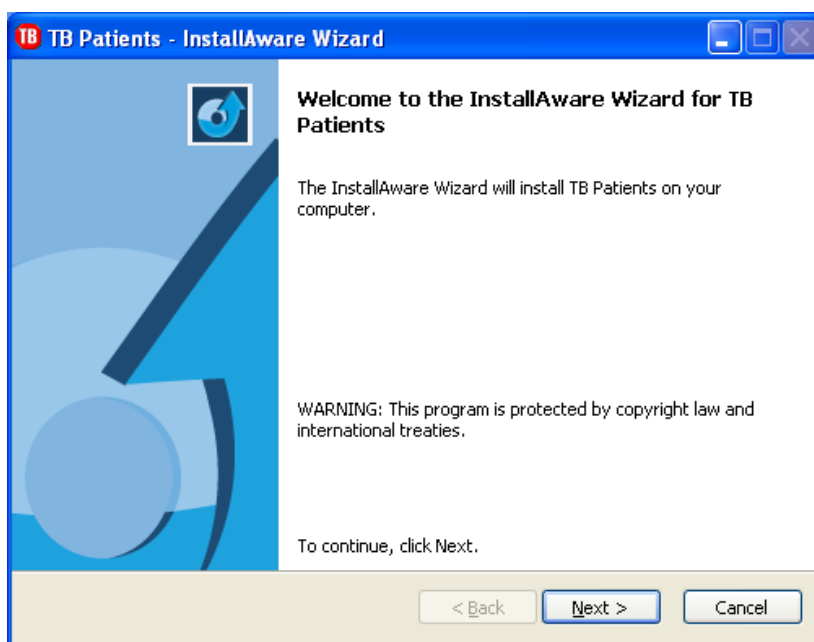 TB TB Patients - InstallAware Wizard
Welcome to the InstallAware Wizard for TB
Patients
The InstallAware Wizard will install TB Patients on your
computer.
WARNING: This program is protected by copyright law and
international treaties.
To continue, click Next.
< Back Next > Cancel